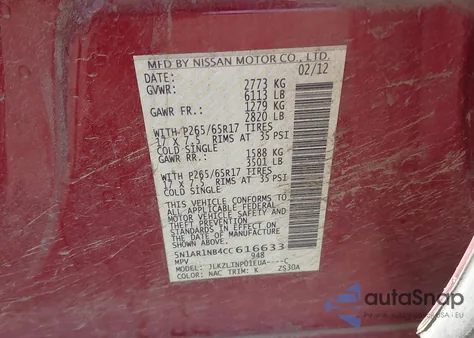 MFD BY NISSAN MOTOR CO., LTD.
DATE: 02/12
GVWR: 2773 KG
6113 LB
GAWR FR.: 1279 KG
2820 LB
WITH P265/65R17 TIRES
17 X 7.5 RIMS AT 35 PSI
COLD SINGLE
GAWR RR.: 1588 KG
3501 LB
WITH P265/65R17 TIRES
17 X 7.5 RIMS AT 35 PSI
COLD SINGLE
THIS VEHICLE CONFORMS TO
ALL APPLICABLE FEDERAL
MOTOR VEHICLE SAFETY AND
THEFT PREVENTION
STANDARDS IN EFFECT ON
THE DATE OF MANUFACTURE
SHOWN ABOVE.
5N1AR1NB4CC616633
MPV 948
MODEL: JLKZLTNP01EUA----C
COLOR: NAC TRIM: K ZS30A
autoSnap